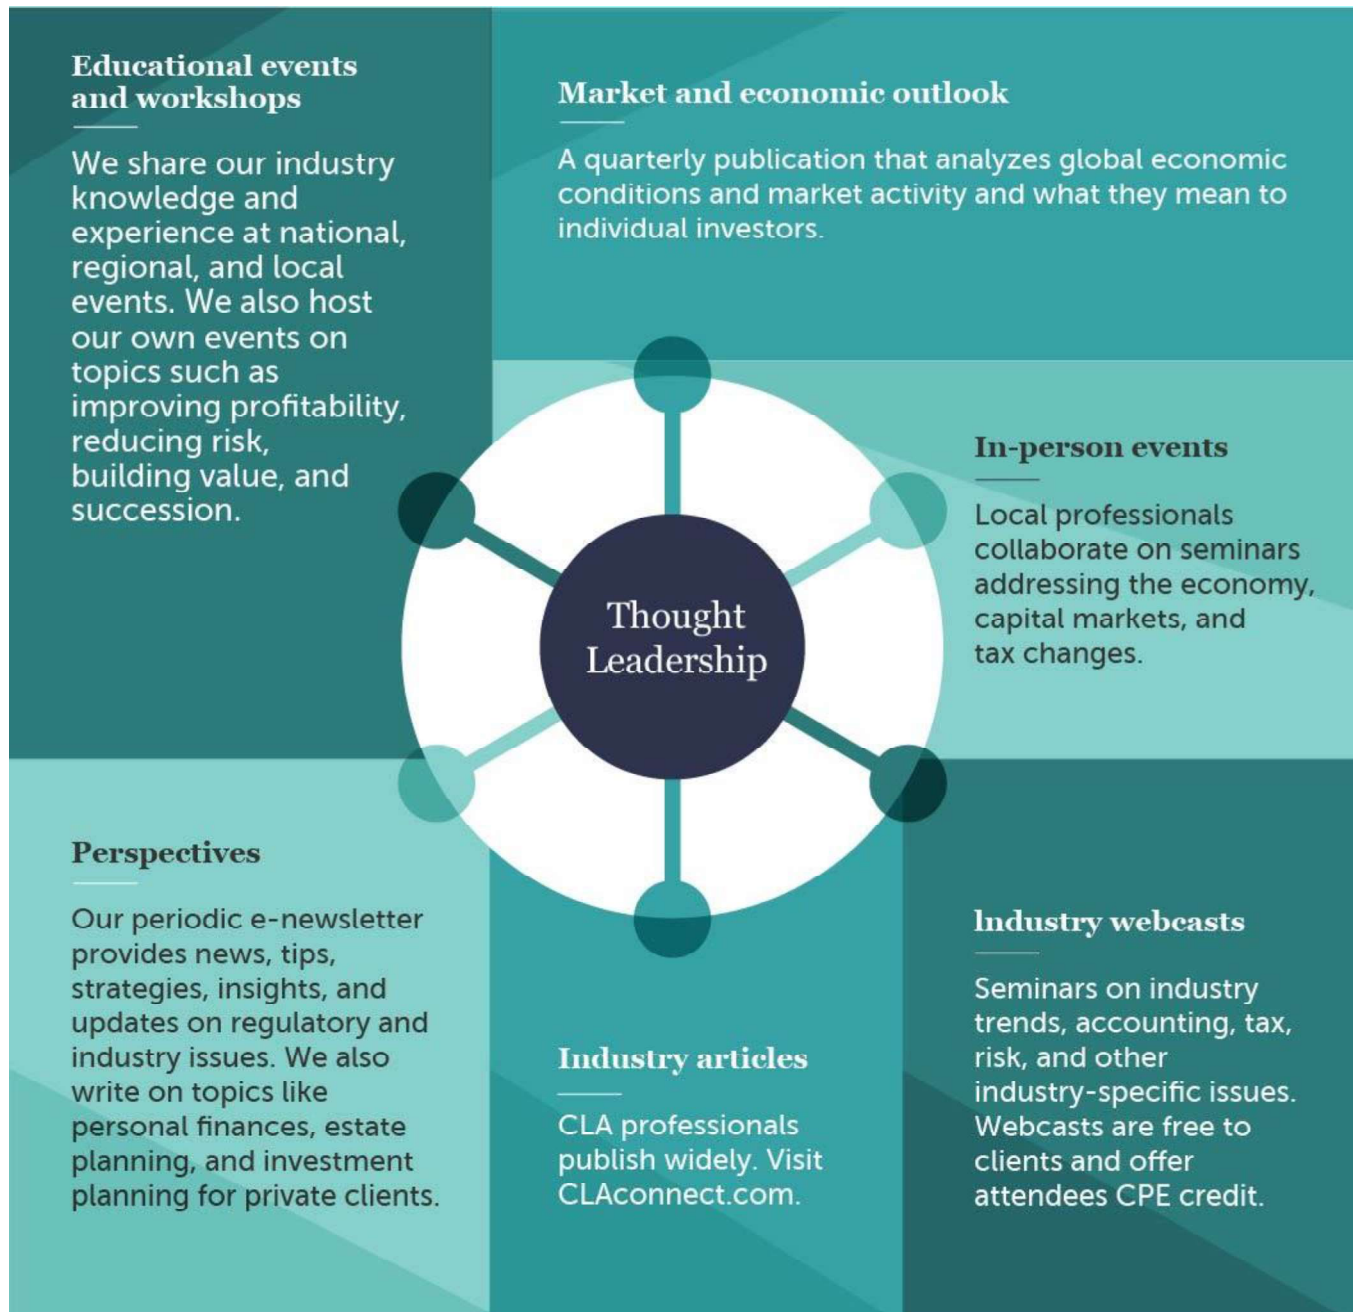 Educational events
and workshops
We share our industry
knowledge and
experience at national,
regional, and local
events. We also host
our own events on
topics such as
improving profitability,
reducing risk,
building value, and
succession.
Market and economic outlook
A quarterly publication that analyzes global economic
conditions and market activity and what they mean to
individual investors.
In-person events
Local professionals
collaborate on seminars
addressing the economy,
capital markets, and
tax changes.
Thought
Leadership
Perspectives
Our periodic e-newsletter
provides news, tips,
strategies, insights, and
updates on regulatory and
industry issues. We also
write on topics like
personal finances, estate
planning, and investment
planning for private clients.
Industry articles
CLA professionals
publish widely. Visit
CLAconnect.com.
Industry webcasts
Seminars on industry
trends, accounting, tax,
risk, and other
industry-specific issues.
Webcasts are free to
clients and offer
attendees CPE credit.